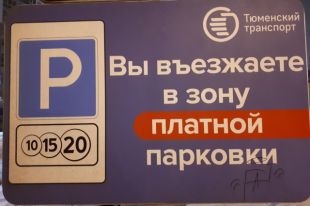 Тюменский
транспорт
P
Вы въезжаете
в зону
платной
парковки
10 15 20